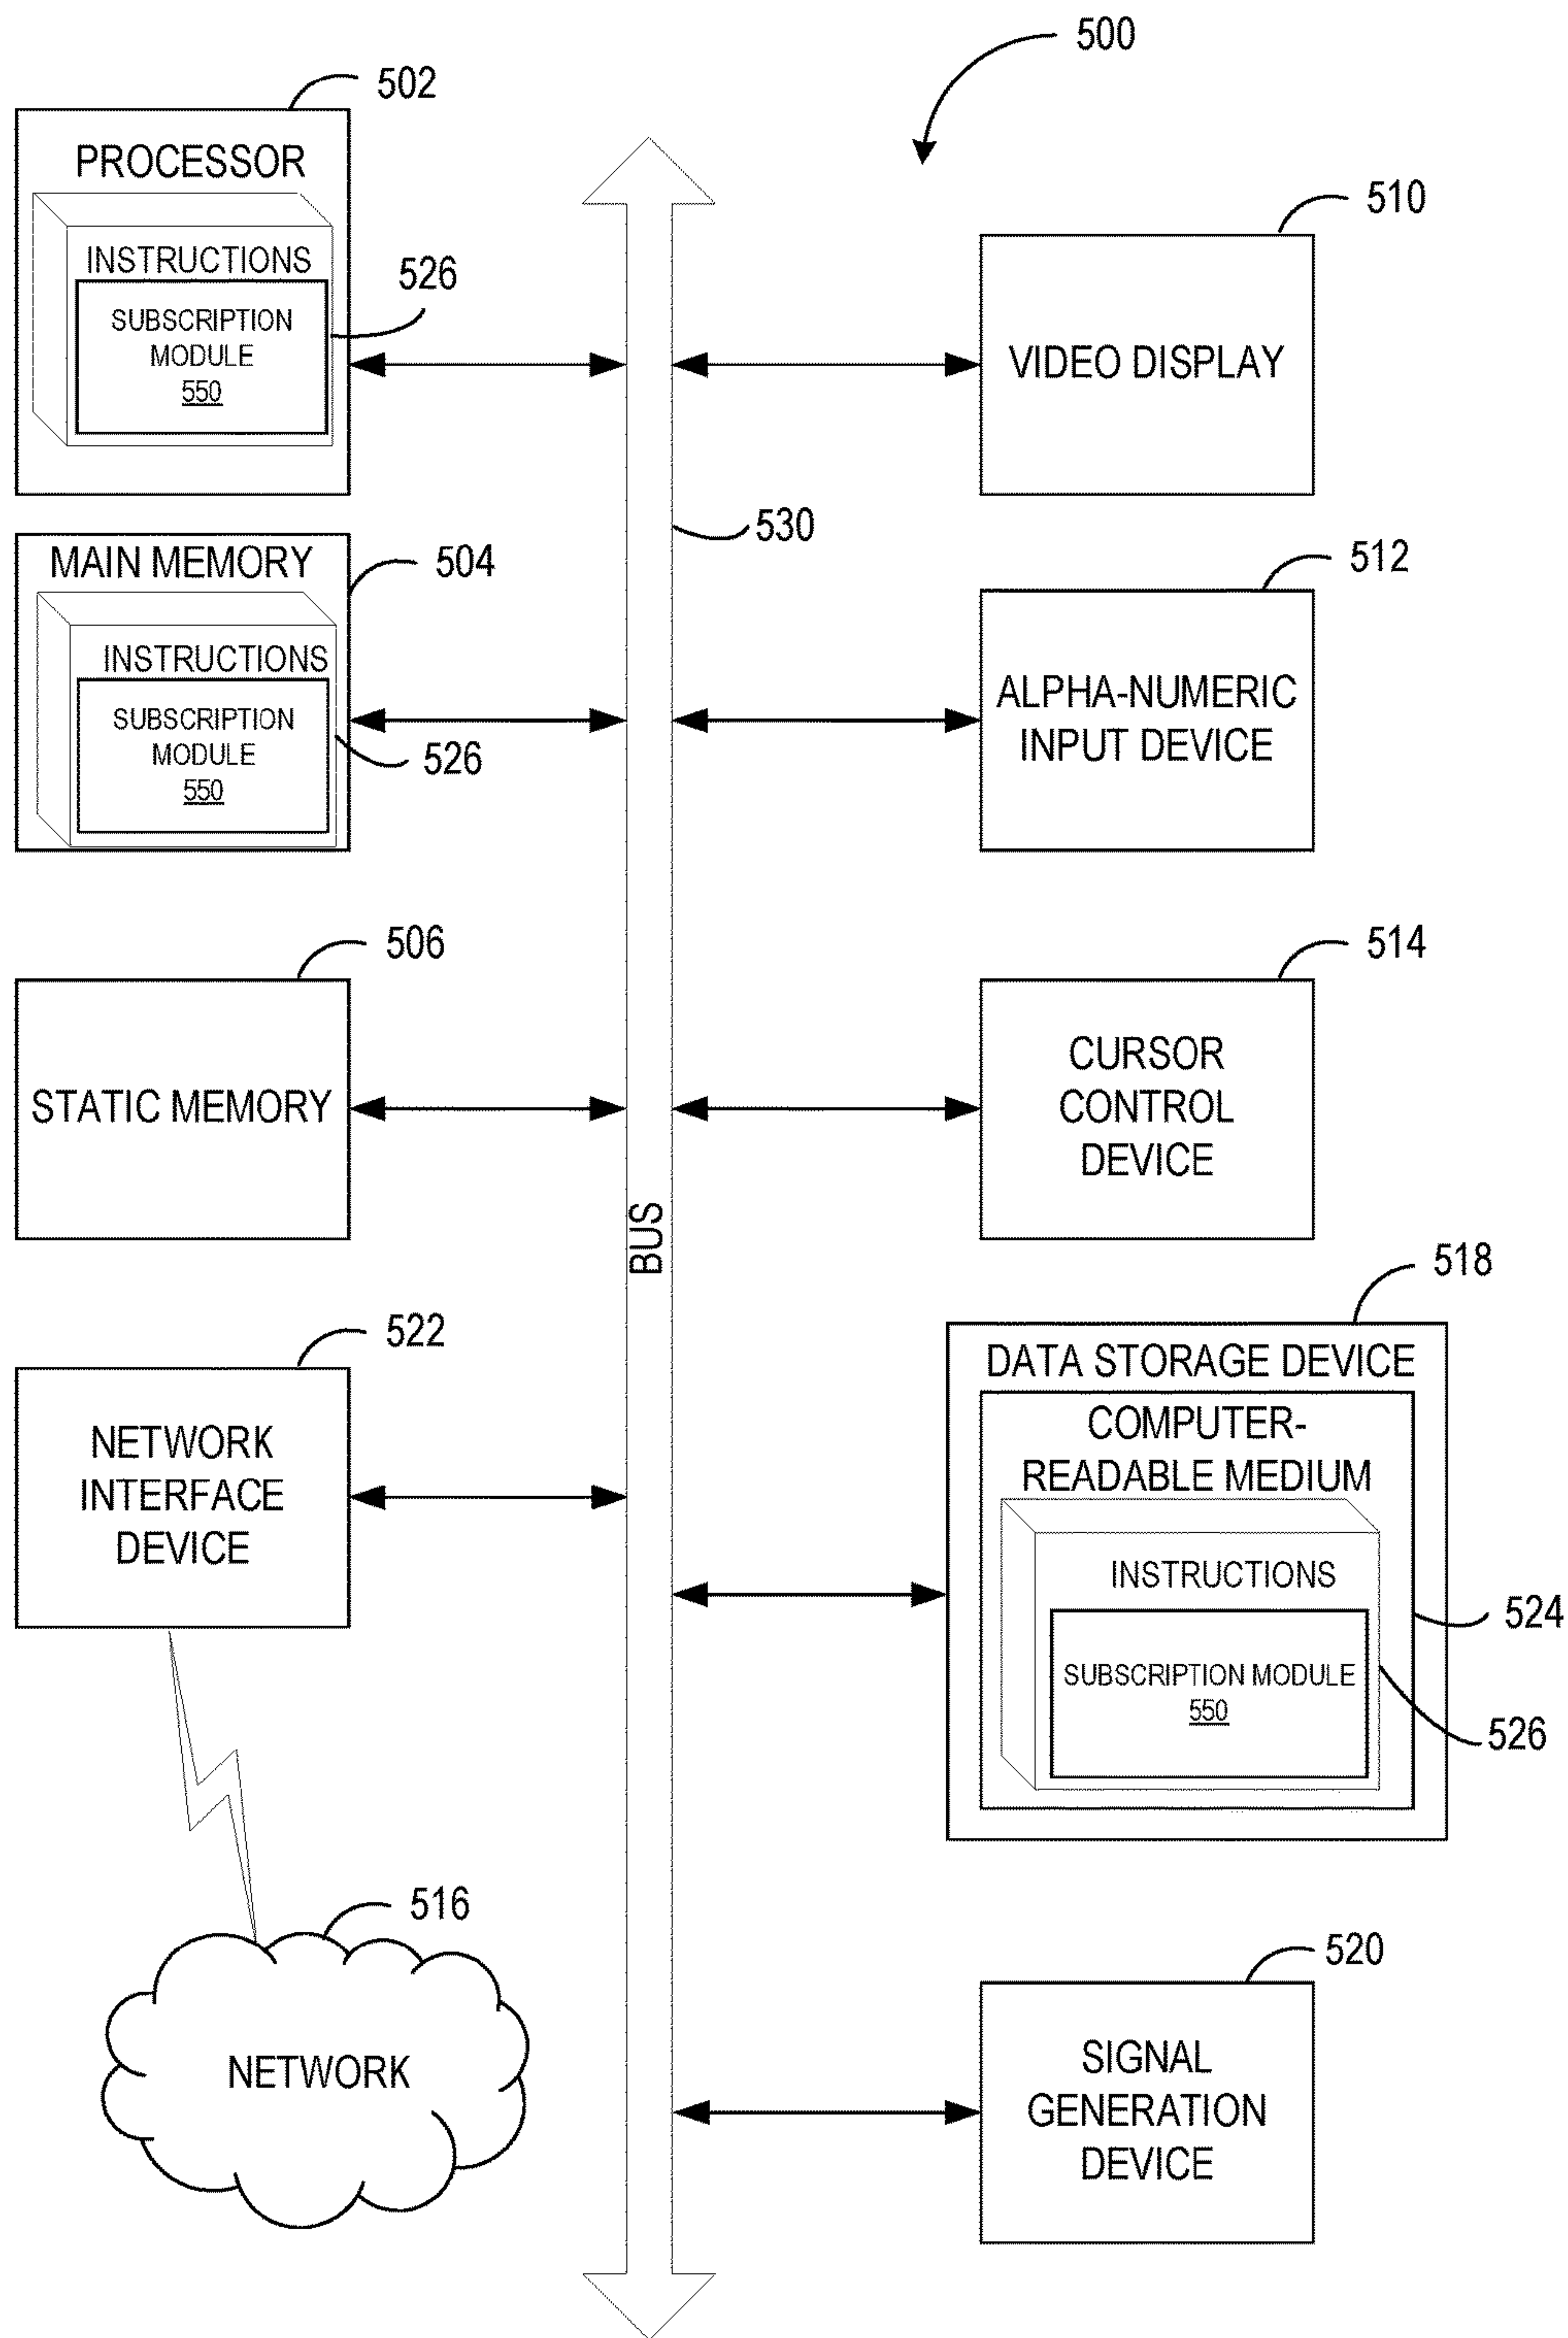 500
502
PROCESSOR
INSTRUCTIONS
526
SUBSCRIPTION
MODULE
550
510
VIDEO DISPLAY
530
MAIN MEMORY
504
INSTRUCTIONS
SUBSCRIPTION
MODULE
526
550
512
ALPHA-NUMERIC
INPUT DEVICE
506
STATIC MEMORY
514
CURSOR
CONTROL
DEVICE
BUS
522
NETWORK
INTERFACE
DEVICE
518
DATA STORAGE DEVICE
COMPUTER-
READABLE MEDIUM
INSTRUCTIONS
524
SUBSCRIPTION MODULE
550
526
516
NETWORK
520
SIGNAL
GENERATION
DEVICE